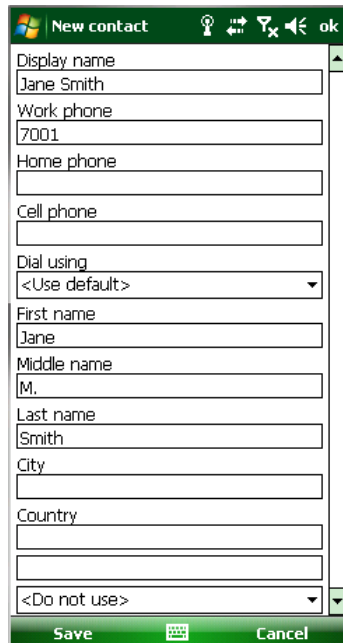 New contact ok
Display name
Jane Smith
Work phone
7001
Home phone
Cell phone
Dial using
<Use default>
First name
Jane
Middle name
M.
Last name
Smith
City
Country
<Do not use>
Save Cancel